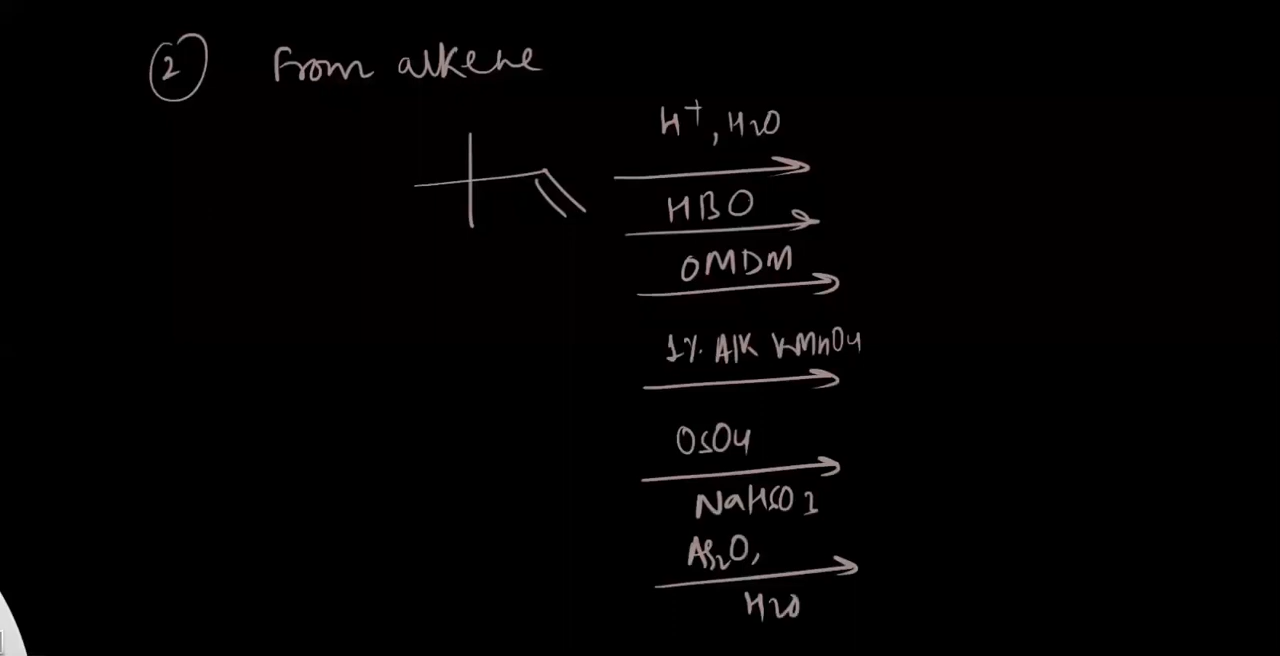 2 From alkene
H+, H2O
HBO
OMDM
1% Alk KMnO4
OsO4
NaHSO3
Ag2O,
H2O